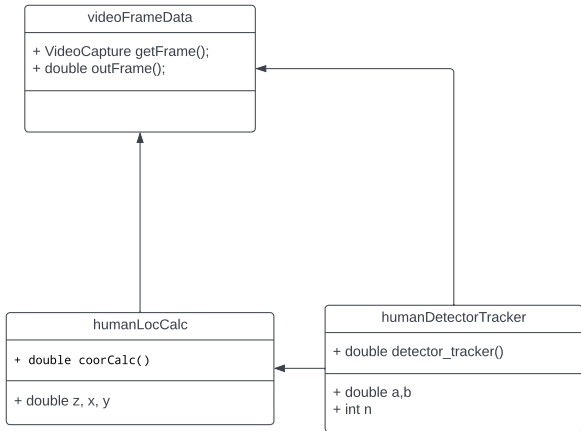 videoFrameData
+ VideoCapture getFrame();
+ double outFrame();
humanLocCalc
+ double coorCalc()
+ double z, x, y
humanDetectorTracker
+ double detector_tracker()
+ double a,b
+ int n